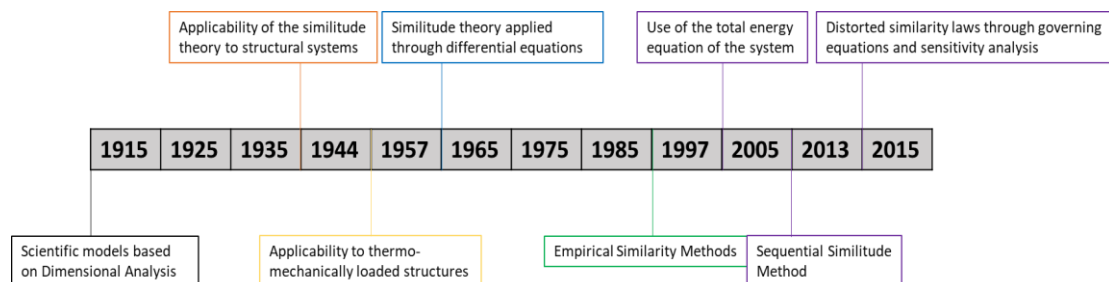 Applicability of the similitude
theory to structural systems
Similitude theory applied
through differential equations
Use of the total energy
equation of the system
Distorted similarity laws through governing
equations and sensitivity analysis
1915 1925 1935 1944 1957 1965 1975 1985 1997 2005 2013 2015
Scientific models based
on Dimensional Analysis
Applicability to thermo-
mechanically loaded structures
Empirical Similarity Methods
Sequential Similitude
Method